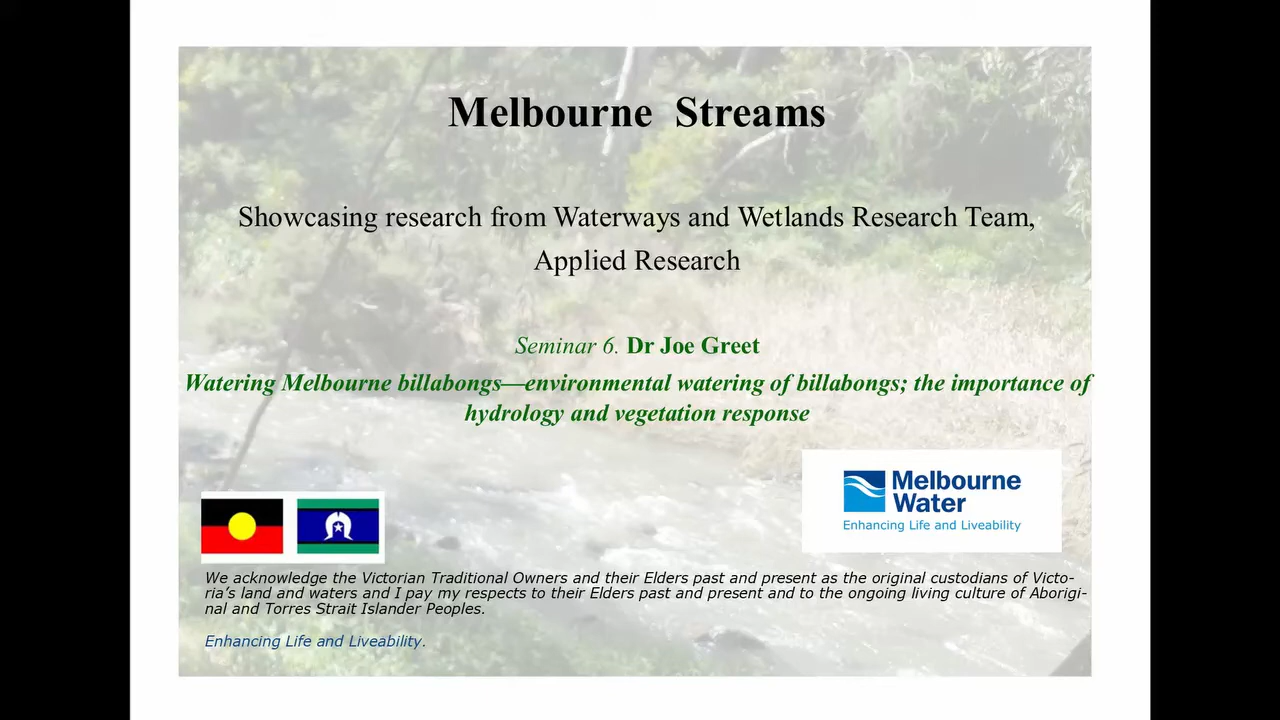 Melbourne Streams
Showcasing research from Waterways and Wetlands Research Team,
Applied Research
Seminar 6. Dr Joe Greet
Watering Melbourne billabongs—environmental watering of billabongs; the importance of
hydrology and vegetation response
Melbourne
Water
Enhancing Life and Liveability
We acknowledge the Victorian Traditional Owners and their Elders past and present as the original custodians of Victo-
ria’s land and waters and I pay my respects to their Elders past and present and to the ongoing living culture of Aborigi-
nal and Torres Strait Islander Peoples.
Enhancing Life and Liveability.